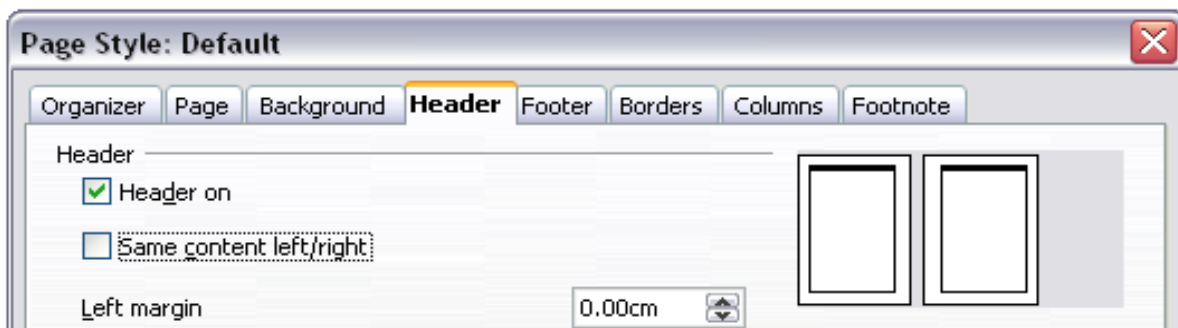 Page Style: Default
Organizer Page Background Header Footer Borders Columns Footnote
Header
Header on
Same content left/right
Left margin 0.00cm